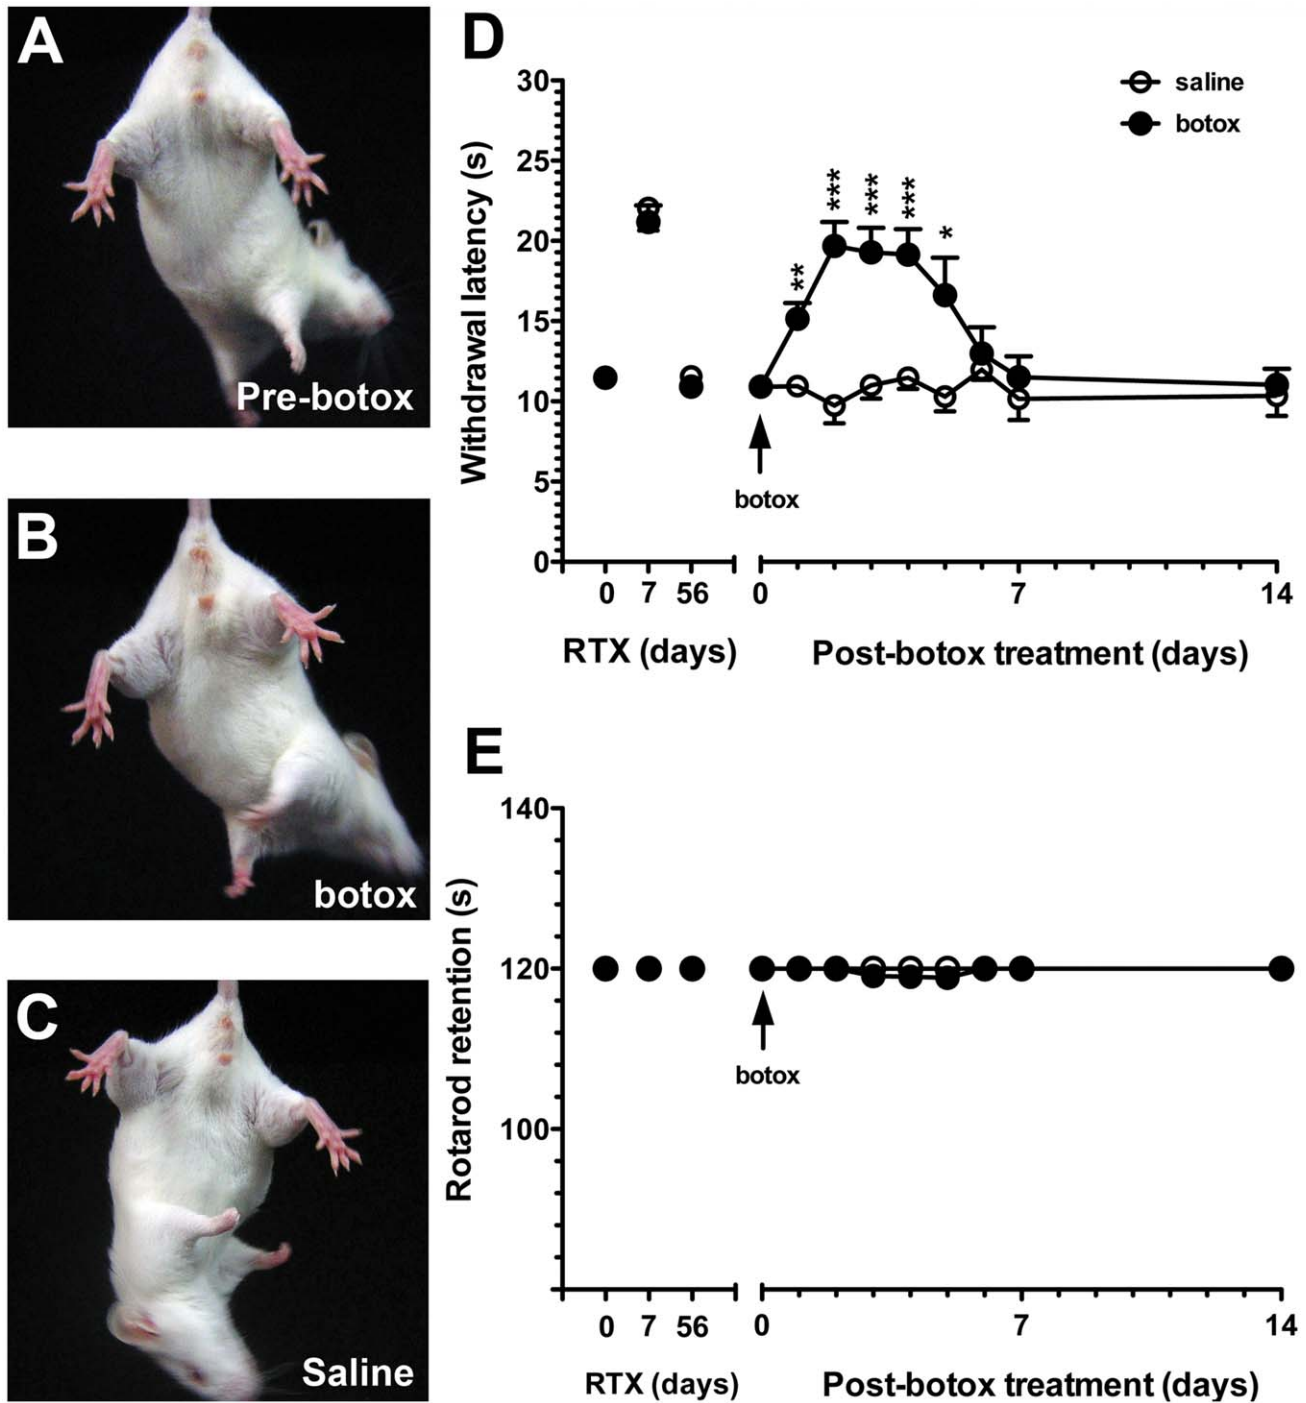 A
Pre-botox
B
botox
C
Saline
D
saline
botox
Withdrawal latency (s)
30
25
20
15
10
5
0
**
***
***
***
*
botox
0 7 56 0 7 14
RTX (days) Post-botox treatment (days)
E
Rotarod retention (s)
140
120
100
botox
0 7 56 0 7 14
RTX (days) Post-botox treatment (days)